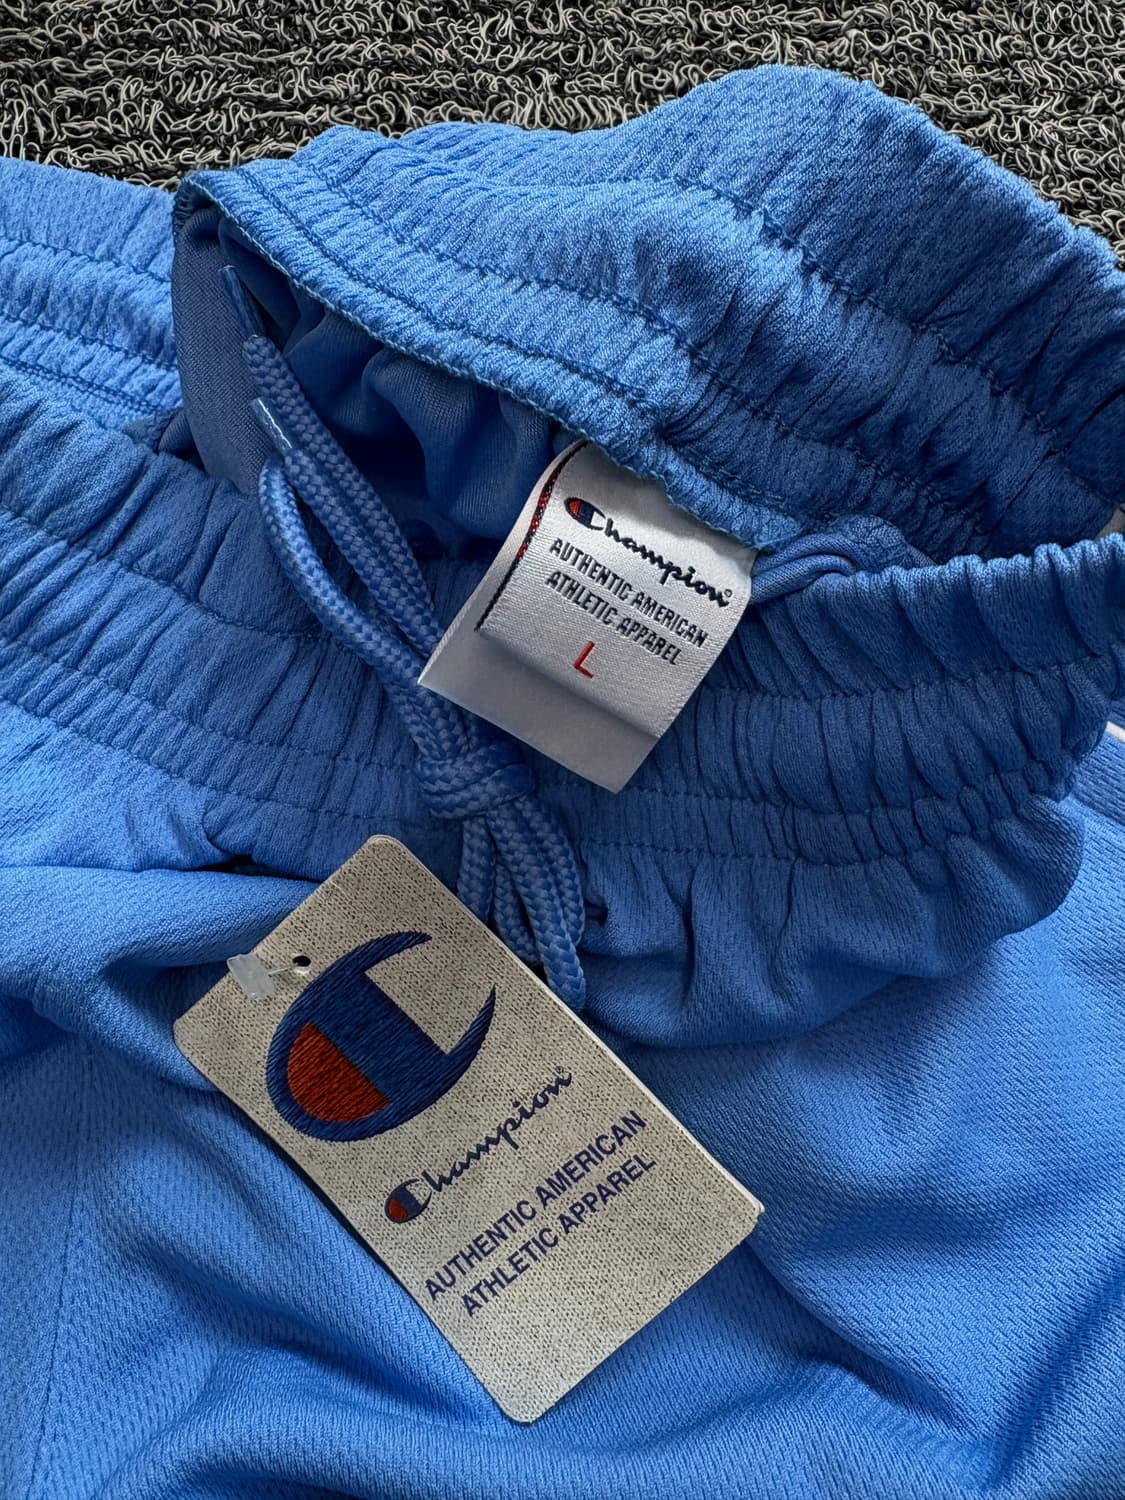 Champion®
AUTHENTIC AMERICAN
ATHLETIC APPAREL
L
Champion®
AUTHENTIC AMERICAN
ATHLETIC APPAREL